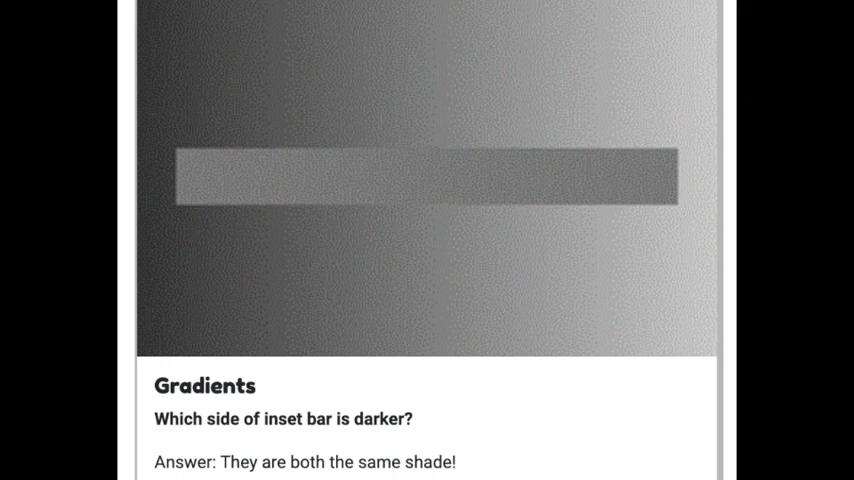 Gradients
Which side of inset bar is darker?
Answer: They are both the same shade!